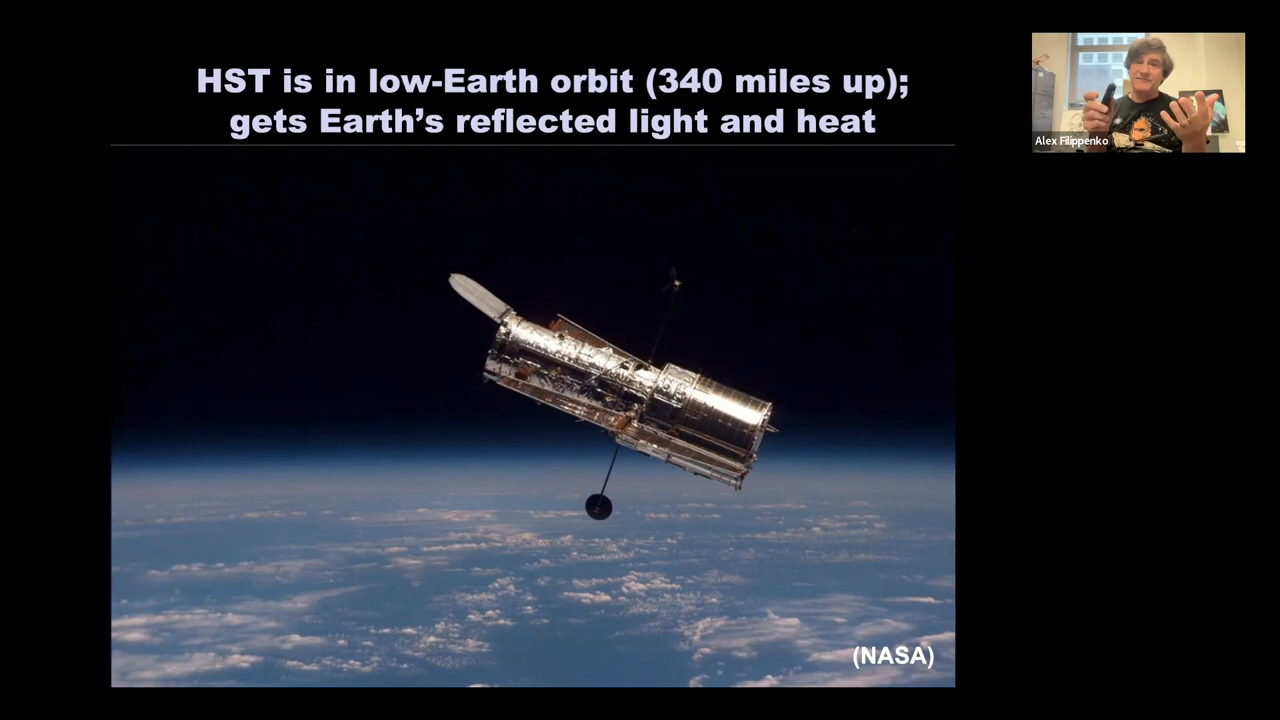 HST is in low-Earth orbit (340 miles up);
gets Earth’s reflected light and heat
Alex Filippenko
(NASA)